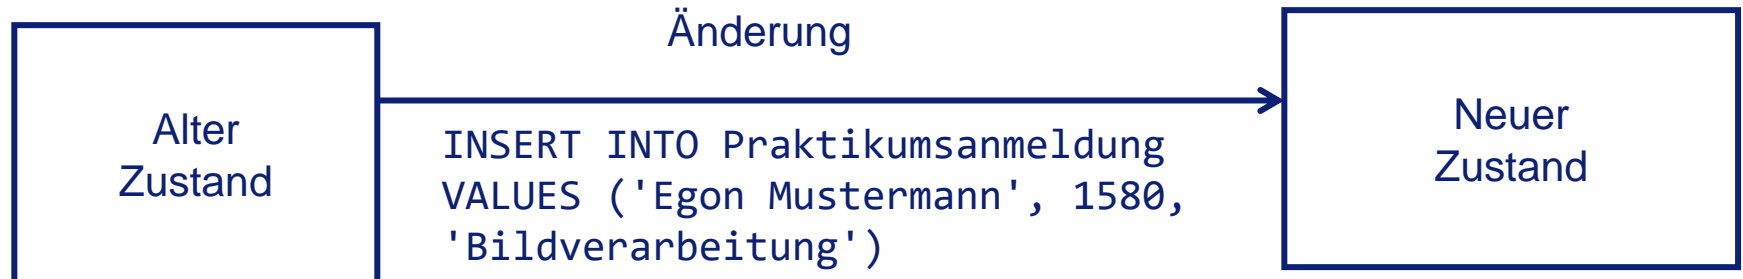 Änderung
Alter
Zustand
INSERT INTO Praktikumsanmeldung
VALUES ('Egon Mustermann', 1580,
'Bildverarbeitung')
Neuer
Zustand